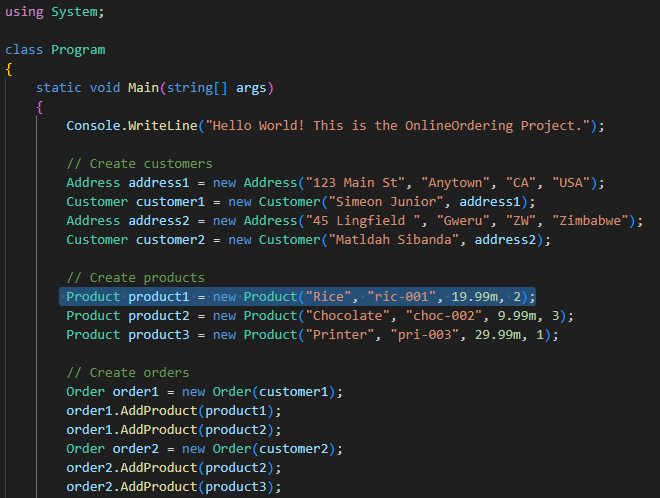 using System;
class Program
{
static void Main(string[] args)
{
Console.WriteLine("Hello World! This is the OnlineOrdering Project.");
// Create customers
Address address1 = new Address("123 Main St", "Anytown", "CA", "USA");
Customer customer1 = new Customer("Simeon Junior", address1);
Address address2 = new Address("45 Lingfield ", "Gweru", "ZW", "Zimbabwe");
Customer customer2 = new Customer("Matldah Sibanda", address2);
// Create products
Product product1 = new Product("Rice", "ric-001", 19.99m, 2);
Product product2 = new Product("Chocolate", "choc-002", 9.99m, 3);
Product product3 = new Product("Printer", "pri-003", 29.99m, 1);
// Create orders
Order order1 = new Order(customer1);
order1.AddProduct(product1);
order1.AddProduct(product2);
Order order2 = new Order(customer2);
order2.AddProduct(product2);
order2.AddProduct(product3);